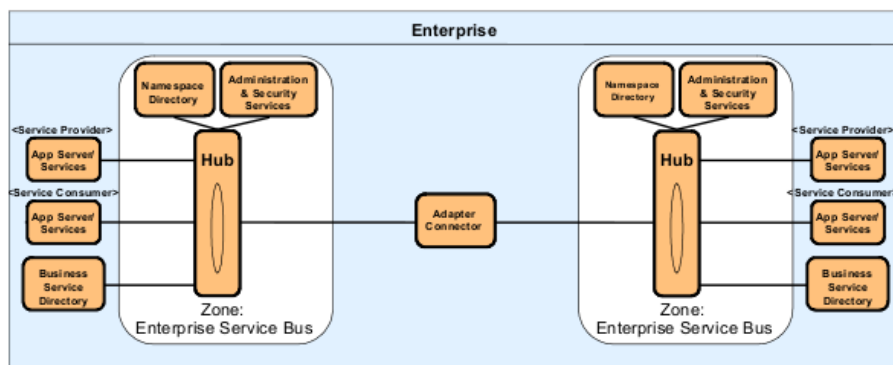 Enterprise
Namespace
Directory
Administration
& Security
Services
<Service Provider>
App Server/
Services
<Service Consumer>
App Server/
Services
Business
Service
Directory
Hub
Zone:
Enterprise Service Bus
Adapter
Connector
Namespace
Directory
Administration
& Security
Services
Hub
Zone:
Enterprise Service Bus
<Service Provider>
App Server/
Services
<Service Consumer>
App Server/
Services
Business
Service
Directory